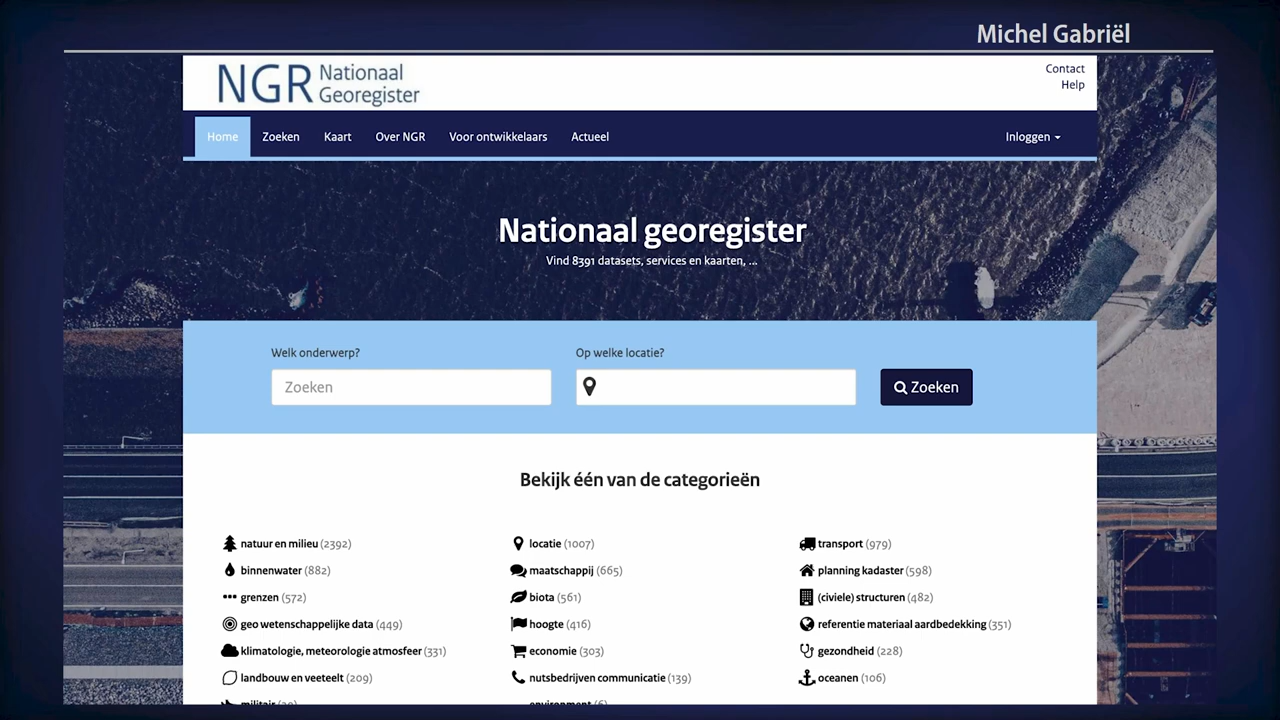 Michel Gabriël
NGR Nationaal Georegister
Contact
Help
Home Zoeken Kaart Over NGR Voor ontwikkelaars Actueel Inloggen
Nationaal georegister
Vind 8391 datasets, services en kaarten, ...
Welk onderwerp? Op welke locatie?
Zoeken Zoeken
Bekijk één van de categorieën
natuur en milieu (2392) locatie (1007) transport (979)
binnenwater (882) maatschappij (665) planning kadaster (598)
grenzen (572) biota (561) (civiele) structuren (482)
geo wetenschappelijke data (449) hoogte (416) referentie materiaal aardbedekking (351)
klimatologie, meteorologie atmosfeer (331) economie (303) gezondheid (228)
landbouw en veeteelt (209) nutsbedrijven communicatie (139) oceanen (106)